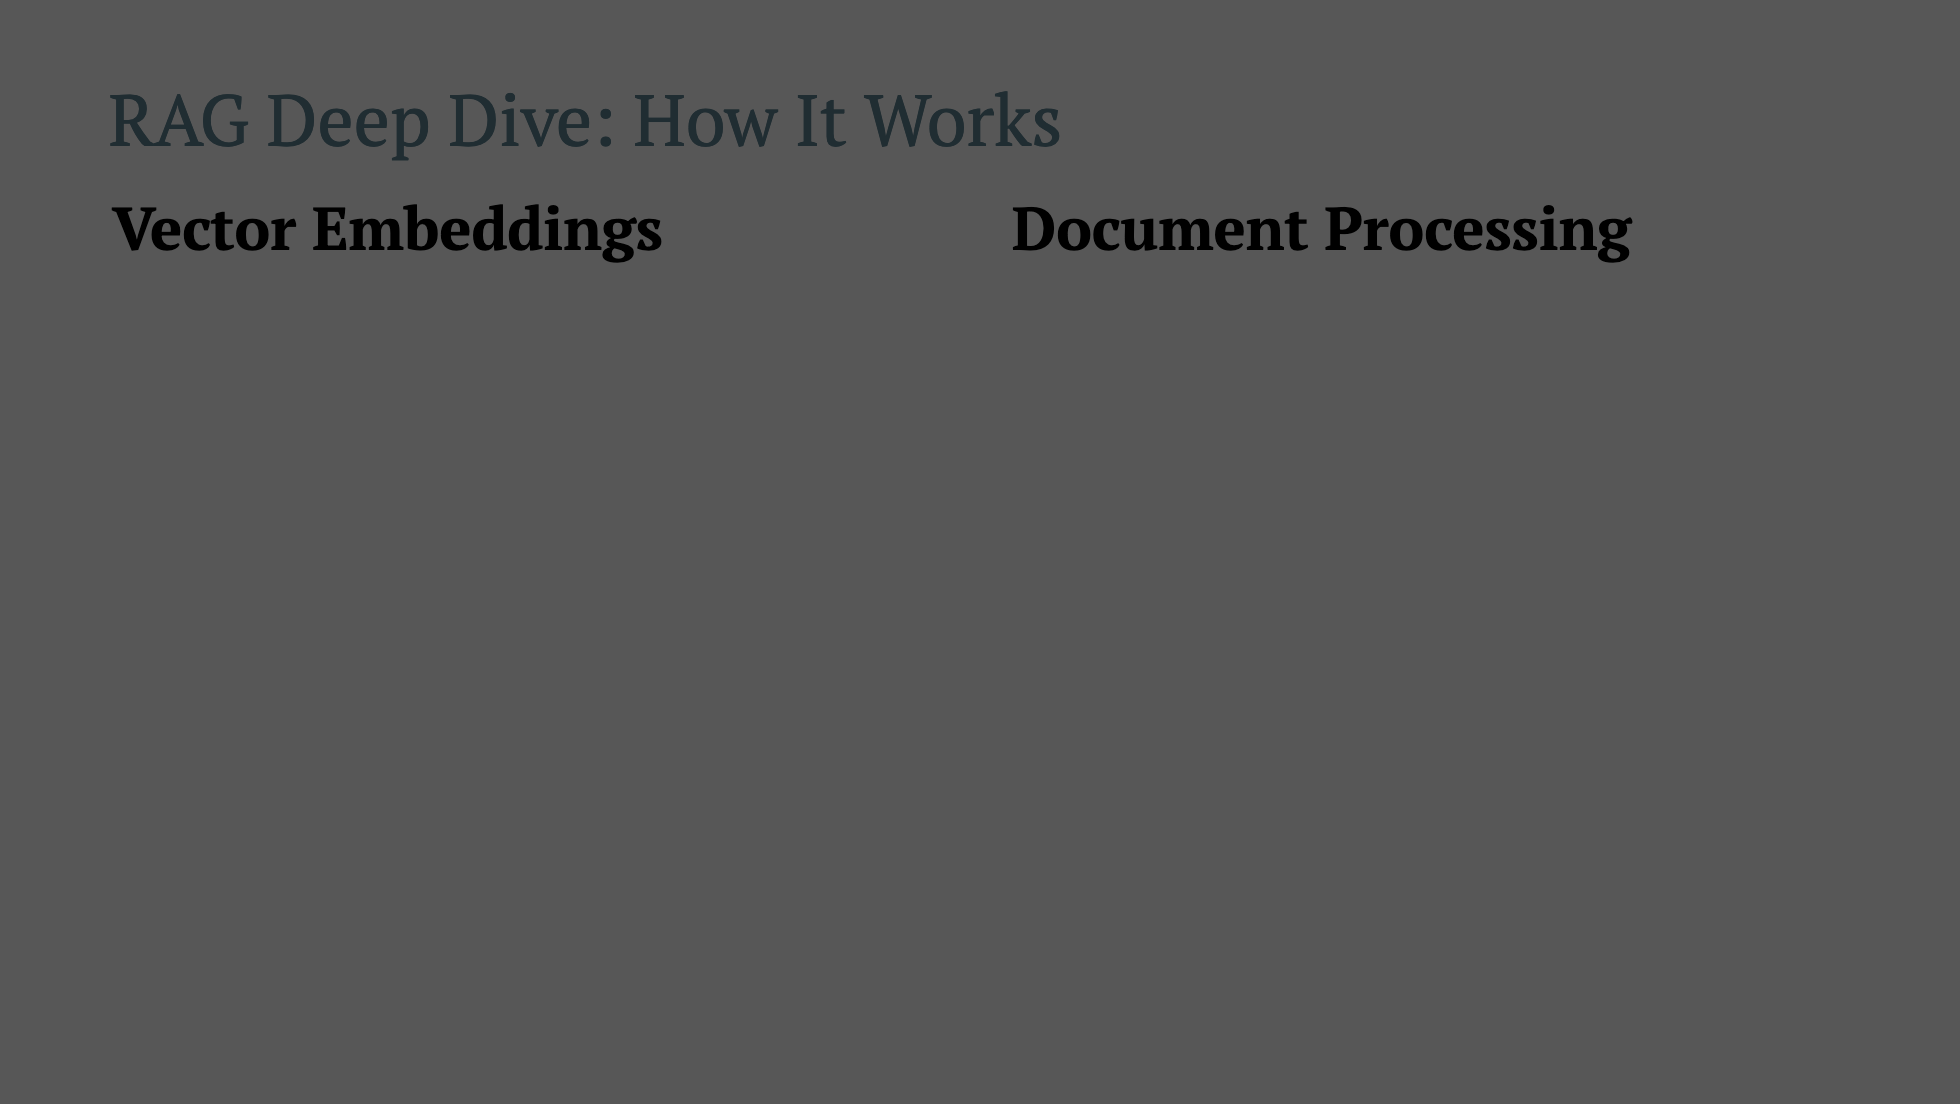 RAG Deep Dive: How It Works
Vector Embeddings
Document Processing